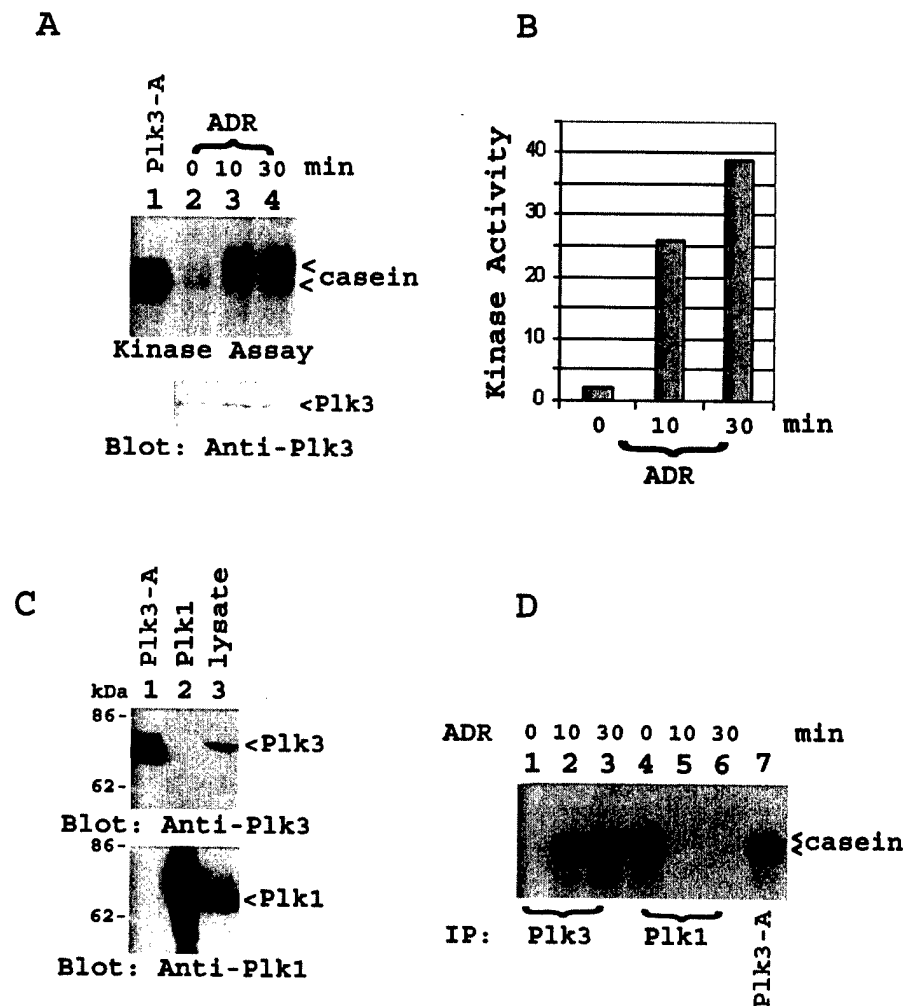 A
Plk3-A
ADR
0 10 30 min
1 2 3 4
< < casein
Kinase Assay
<Plk3
Blot: Anti-Plk3
B
Kinase Activity
40
30
20
10
0
0 10 30 min
ADR
C
Plk3-A
Plk1
lysate
kDa 1 2 3
86-
<Plk3
62-
Blot: Anti-Plk3
86-
<Plk1
62-
Blot: Anti-Plk1
D
ADR 0 10 30 0 10 30 min
1 2 3 4 5 6 7
< < casein
IP: Plk3 Plk1
Plk3-A